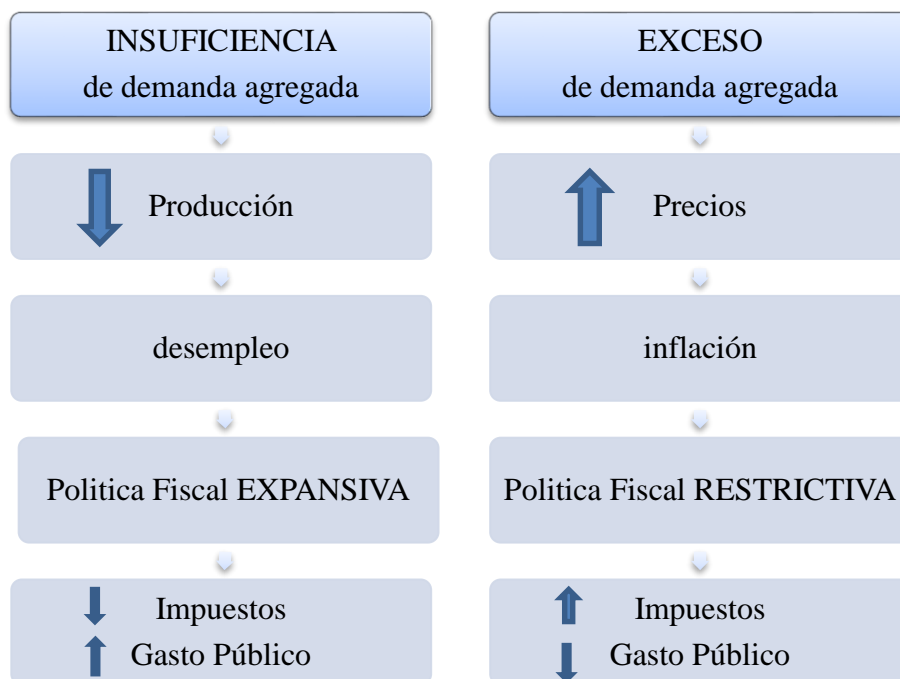 INSUFICIENCIA
de demanda agregada
Producción
desempleo
Politica Fiscal EXPANSIVA
Impuestos
Gasto Público
EXCESO
de demanda agregada
Precios
inflación
Politica Fiscal RESTRICTIVA
Impuestos
Gasto Público